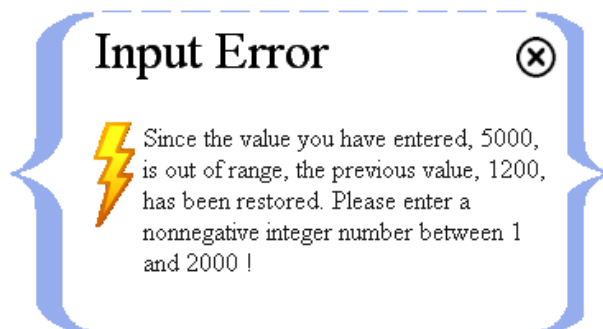 Input Error
Since the value you have entered, 5000,
is out of range, the previous value, 1200,
has been restored. Please enter a
nonnegative integer number between 1
and 2000 !